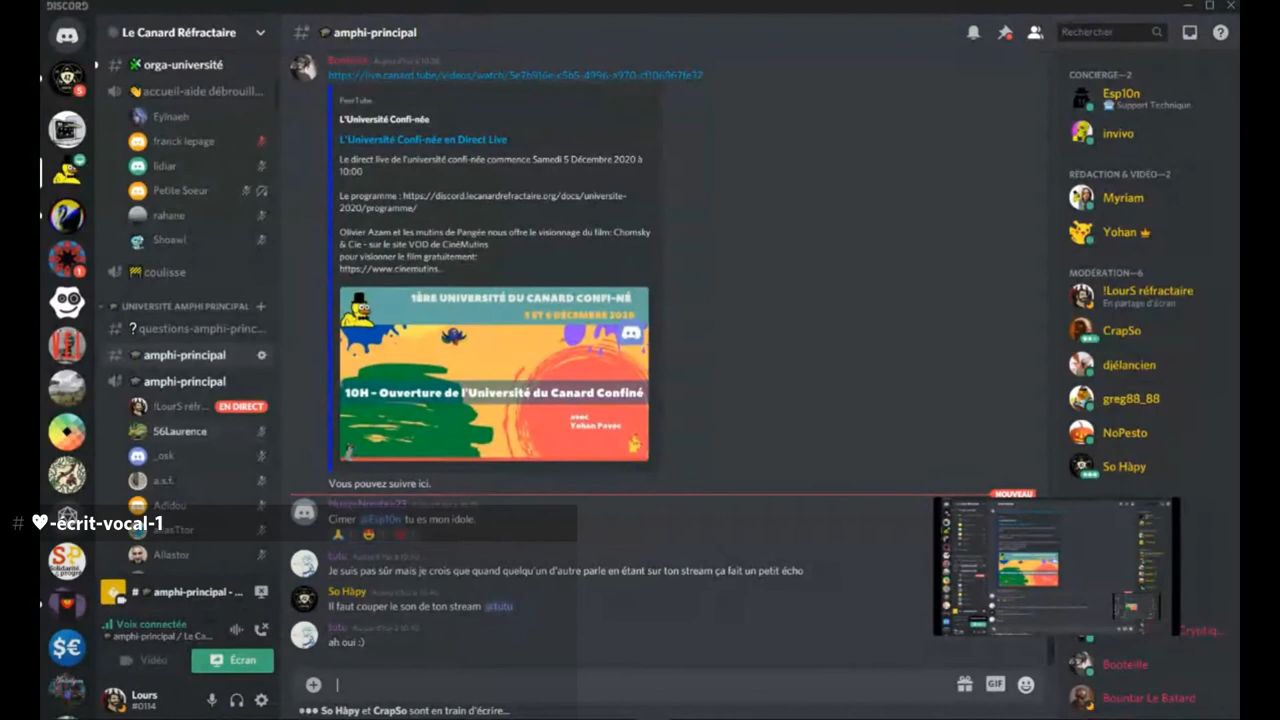 DISCORD
Le Canard Réfractaire
orga-université
accueil-aide débrouill...
Eylnaeh
franck lepage
lidiar
Petite Soeur
rahane
Shoawl
coulisse
UNIVERSITE AMPHI PRINCIPAL
questions-amphi-princ...
amphi-principal
amphi-principal
!LourS réfr... EN DIRECT
56Laurence
_osk
a.s.f.
Adidou
Allastor
# ♥-écrit-vocal-1
# amphi-principal - ...
Voix connectée
amphi-principal / Le Ca...
Vidéo
Écran
Lours
#0114
amphi-principal
Rechercher
https://live.canard.tube/videos/watch/
PeerTube
L'Université Confi-née
L'Université Confi-née en Direct Live
Le direct live de l'université confi-née commence Samedi 5 Décembre 2020 à
10:00
Le programme : https://discord.lecanardrefractaire.org/docs/universite-
2020/programme/
Olivier Azam et les mutins de Pangée nous offre le visionnage du film: Chomsky
& Cie - sur le site VOD de CinéMutins
pour visionner le film gratuitement:
https://www.cinemutins...
1ÈRE UNIVERSITÉ DU CANARD CONFI-NÉ
5 ET 6 DÉCEMBRE 2020
10H - Ouverture de l'Université du Canard Confiné
avec
Yohan Pavec
Vous pouvez suivre ici.
NOUVEAU
Cimer @Esp10n tu es mon idole.
tutu
Je suis pas sûr mais je crois que quand quelqu'un d'autre parle en étant sur ton stream ça fait un petit écho
So Hàpy
Il faut couper le son de ton stream @tutu
tutu
ah oui :)
GIF
So Hàpy et CrapSo sont en train d'écrire...
CONCIERGE—2
Esp10n
Support Technique
invivo
RÉDACTION & VIDÉO—2
Myriam
Yohan
MODÉRATION—6
!LourS réfractaire
En partage d'écran
CrapSo
djélancien
greg88_88
NoPesto
So Hàpy
Cryptiq...
Booteille
Bountar Le Batard